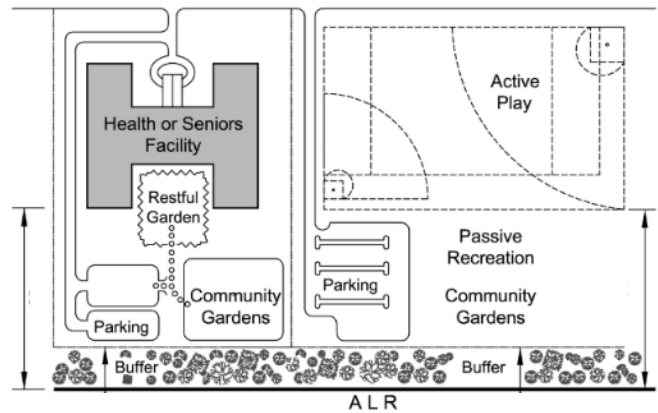 Health or Seniors
Facility
Restful
Garden
Community
Gardens
Parking
Buffer
Active
Play
Passive
Recreation
Parking
Community
Gardens
Buffer
A L R